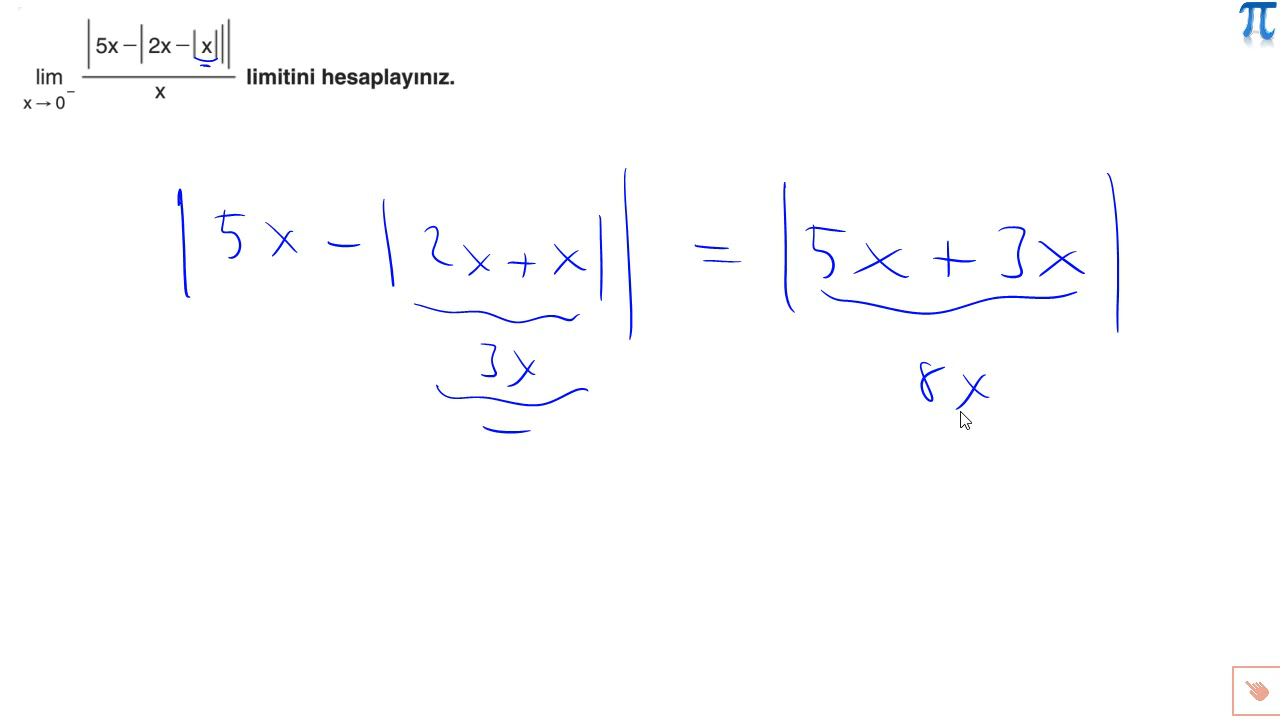 lim x→0⁻ |5x−|2x−|x||| / x limitini hesaplayınız.
|5x − |2x + x|| = |5x + 3x|
3x
8x
π